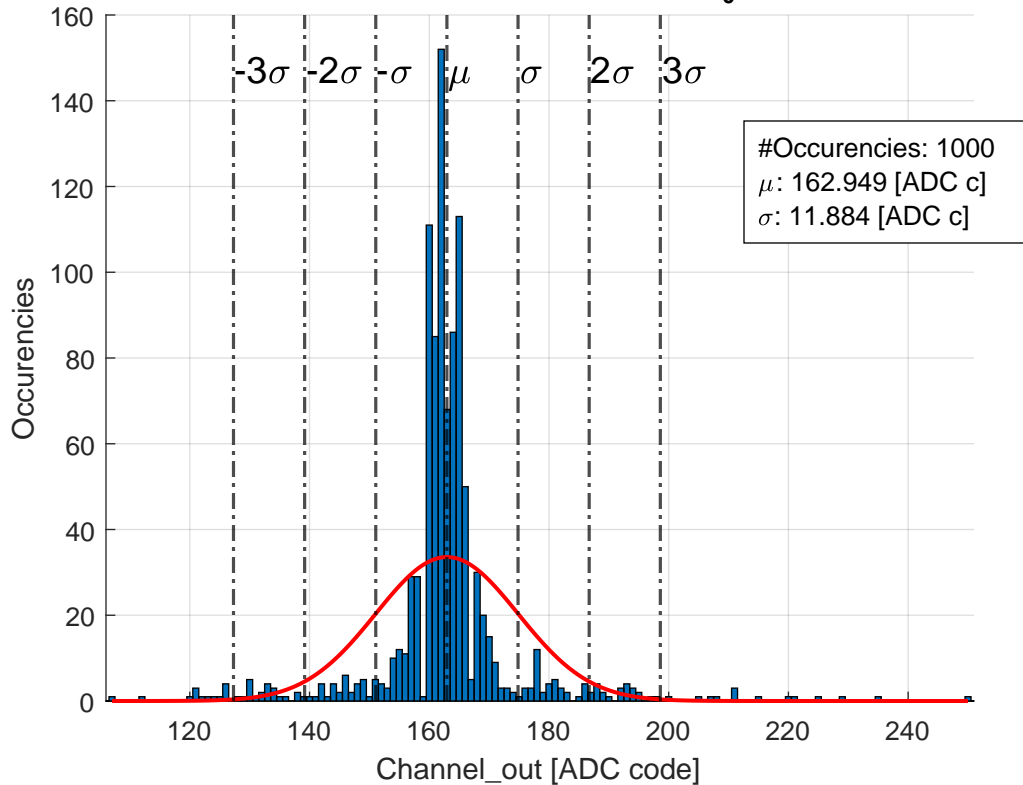 160
140
120
100
80
60
40
20
0
-3σ -2σ -σ μ σ 2σ 3σ
#Occurencies: 1000
μ: 162.949 [ADC c]
σ: 11.884 [ADC c]
Occurencies
120 140 160 180 200 220 240
Channel_out [ADC code]